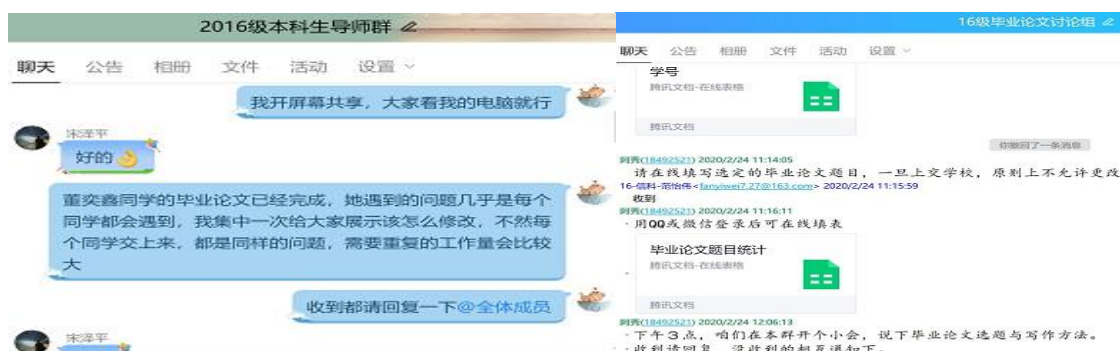 2016级本科生导师群
聊天 公告 相册 文件 活动 设置
我开屏幕共享，大家看我的电脑就行
宋泽平
好的👌
董奕鑫同学的毕业论文已经完成，她遇到的问题几乎是每个
同学都会遇到，我集中一次给大家展示该怎么修改，不然每
个同学交上来，都是同样的问题，需要重复的工作量会比较
大
收到都请回复一下@全体成员
宋泽平
16级毕业论文讨论组
聊天 公告 相册 文件 活动 设置
学号
腾讯文档-在线表格
腾讯文档
你撤回了一条消息
阿秀(18492521) 2020/2/24 11:14:05
请在线填写选定的毕业论文题目，一旦上交学校，原则上不允许更改
16-信科-范怡伟<fanyiwei7.27@163.com> 2020/2/24 11:15:59
收到
阿秀(18492521) 2020/2/24 11:16:11
用QQ或微信登录后可在线填表
毕业论文题目统计
腾讯文档-在线表格
腾讯文档
阿秀(18492521) 2020/2/24 12:06:13
下午3点，咱们在本群开个小会，说下毕业论文选题与写作方法。
收到请回复，没收到的相互通知下。